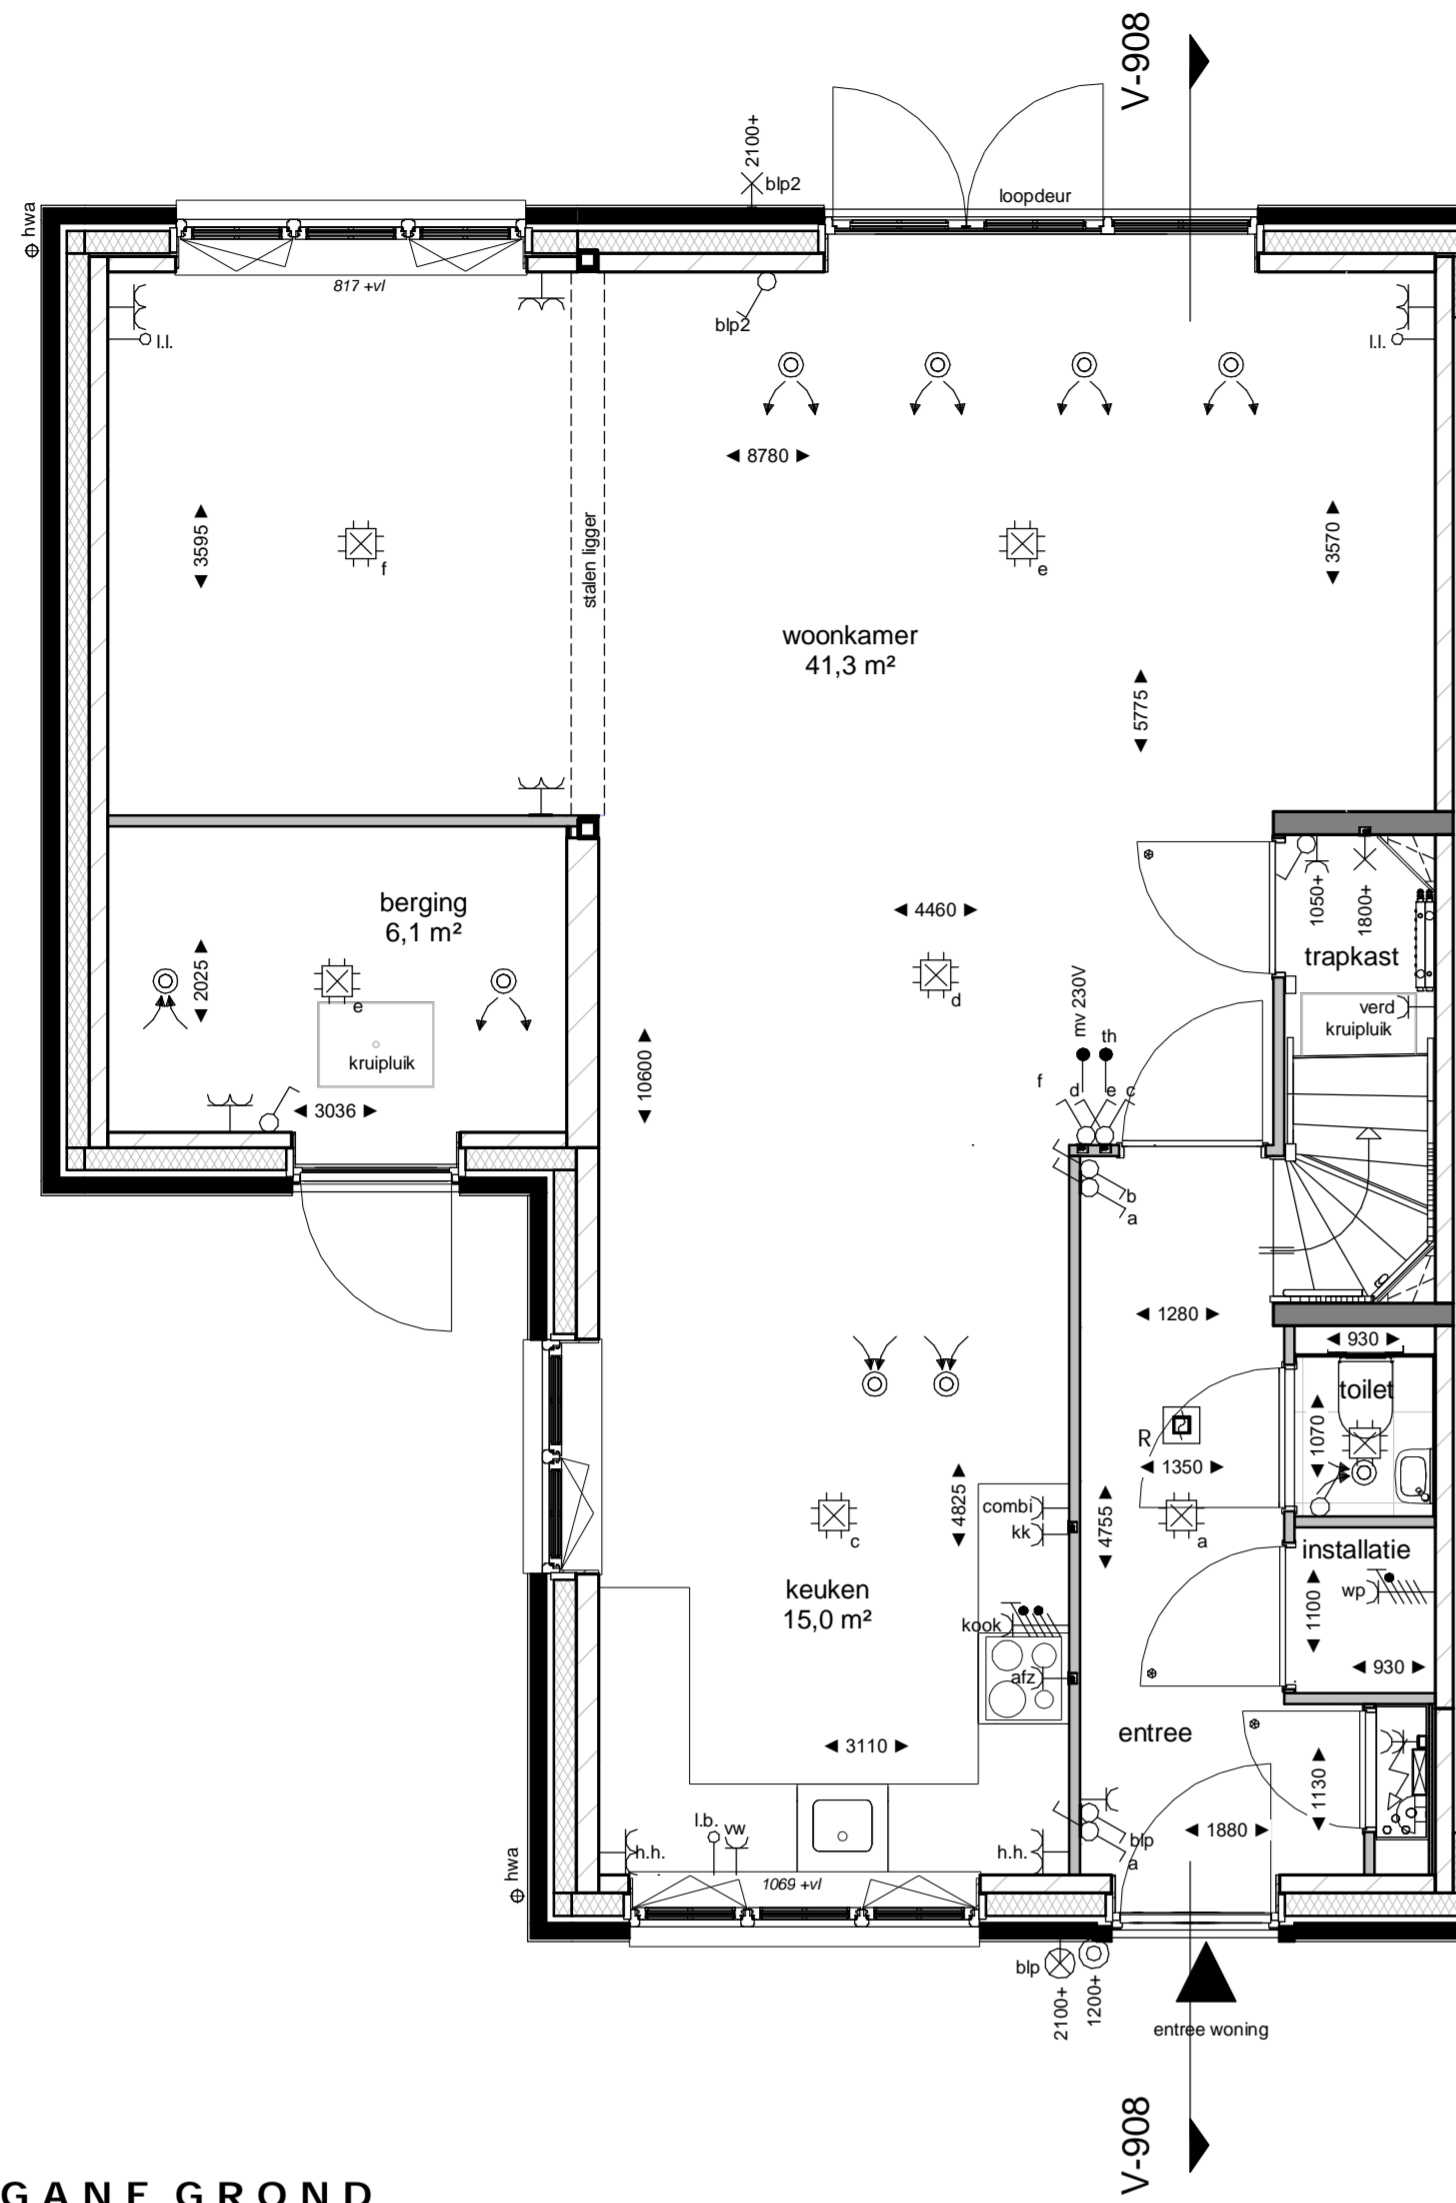 V-908
2100+
blp2
loopdeur
hwa
817 +vl
l.l.
blp2
l.l.
8780
3595
f
stalen ligger
e
3570
woonkamer
41,3 m²
5775
berging
6,1 m²
4460
1050+
1800+
trapkast
2025
e
d
mv 230V
th
verd
kruipluik
kruipluik
10600
f
d
e
c
3036
b
a
1280
930
toilet
1070
R
1350
4825
combi
kk
c
4755
a
installatie
keuken
15,0 m²
wp
1100
kook
afz
930
entree
3110
1130
l.b.
vw
h.h.
h.h.
blp
a
1880
hwa
1069 +vl
blp
2100+
1200+
entree woning
V-908
GANE GROND